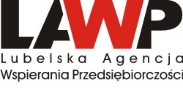 LAWP
Lubelska Agencja
Wspierania Przedsiębiorczości